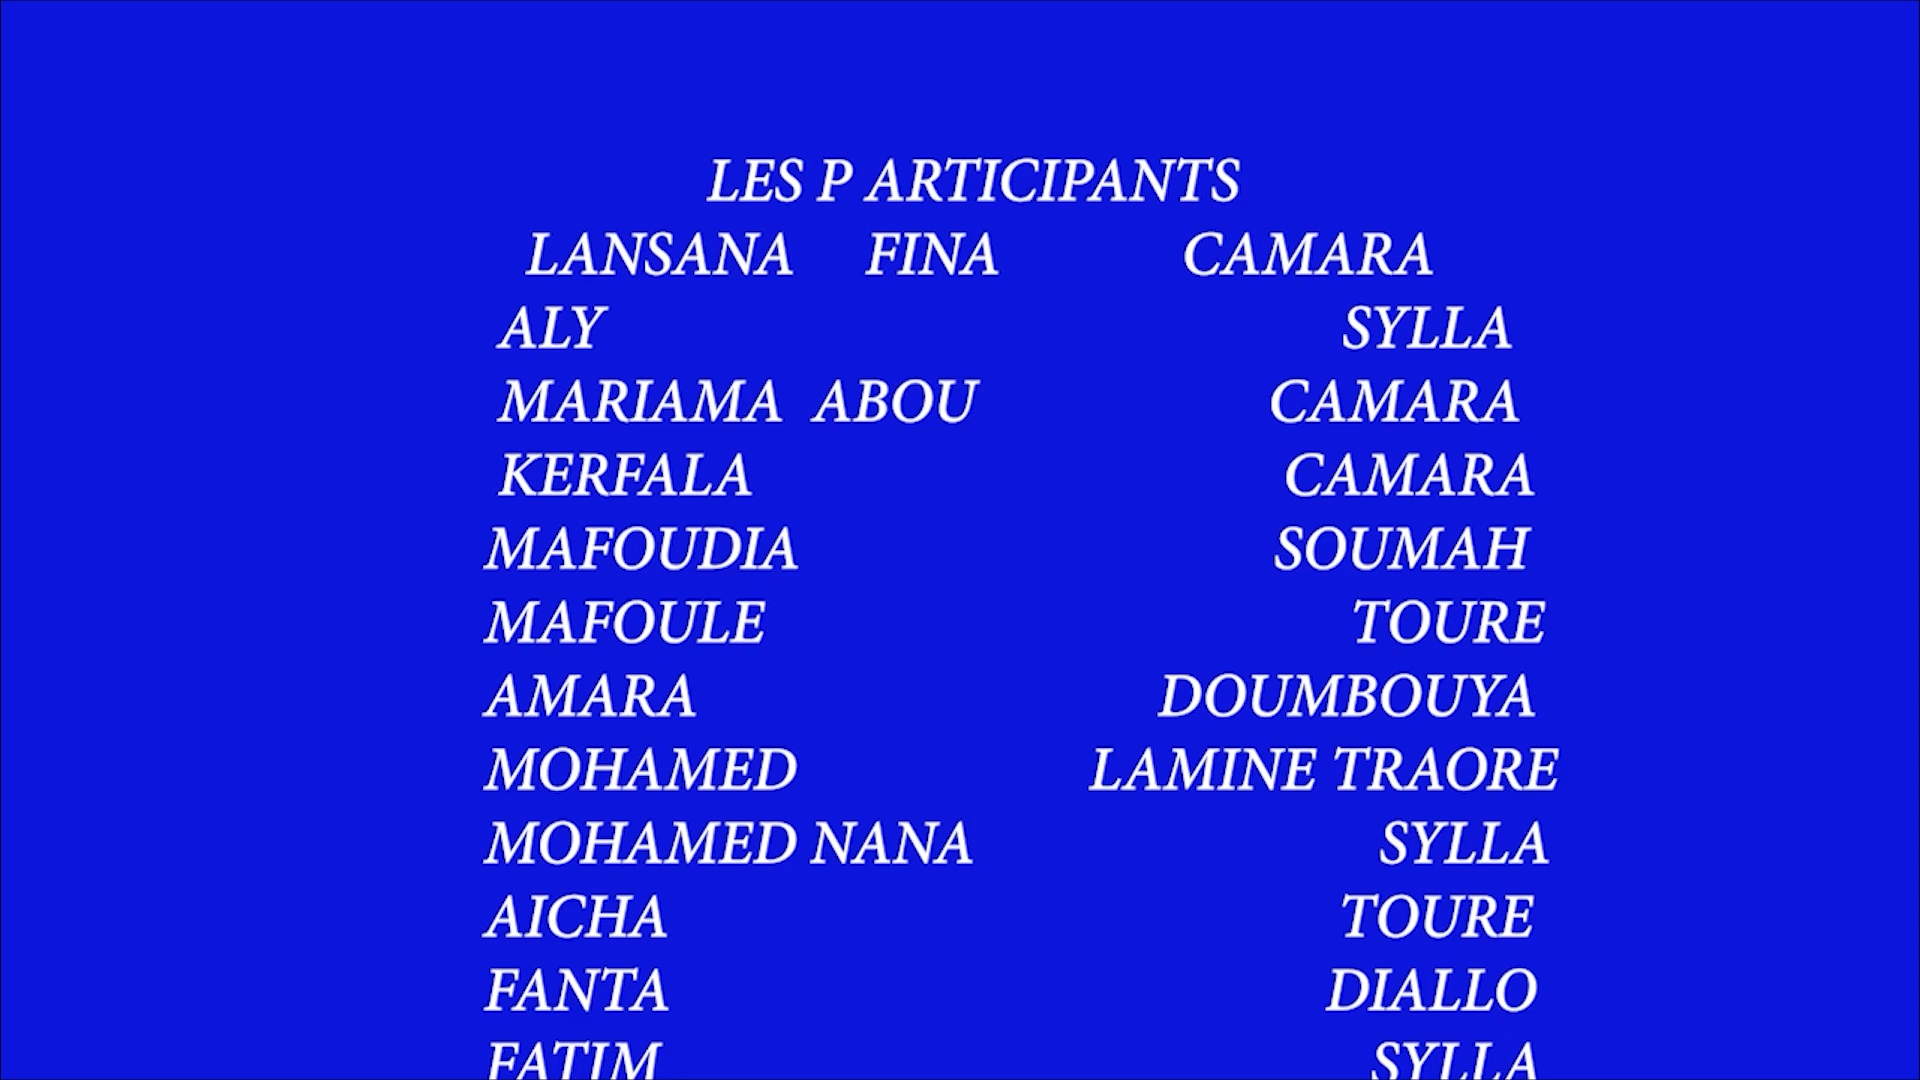 LES P ARTICIPANTS
LANSANA FINA CAMARA
ALY SYLLA
MARIAMA ABOU CAMARA
KERFALA CAMARA
MAFOUDIA SOUMAH
MAFOULE TOURE
AMARA DOUMBOUYA
MOHAMED LAMINE TRAORE
MOHAMED NANA SYLLA
AICHA TOURE
FANTA DIALLO
FATIM SYLLA